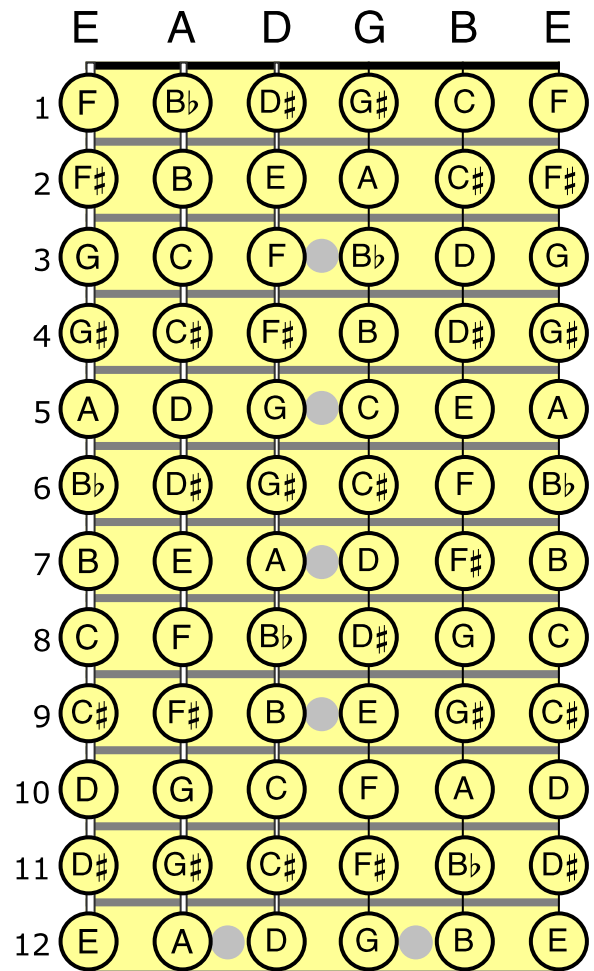 E A D G B E
1 F B♭ D♯ G♯ C F
2 F♯ B E A C♯ F♯
3 G C F B♭ D G
4 G♯ C♯ F♯ B D♯ G♯
5 A D G C E A
6 B♭ D♯ G♯ C♯ F B♭
7 B E A D F♯ B
8 C F B♭ D♯ G C
9 C♯ F♯ B E G♯ C♯
10 D G C F A D
11 D♯ G♯ C♯ F♯ B♭ D♯
12 E A D G B E